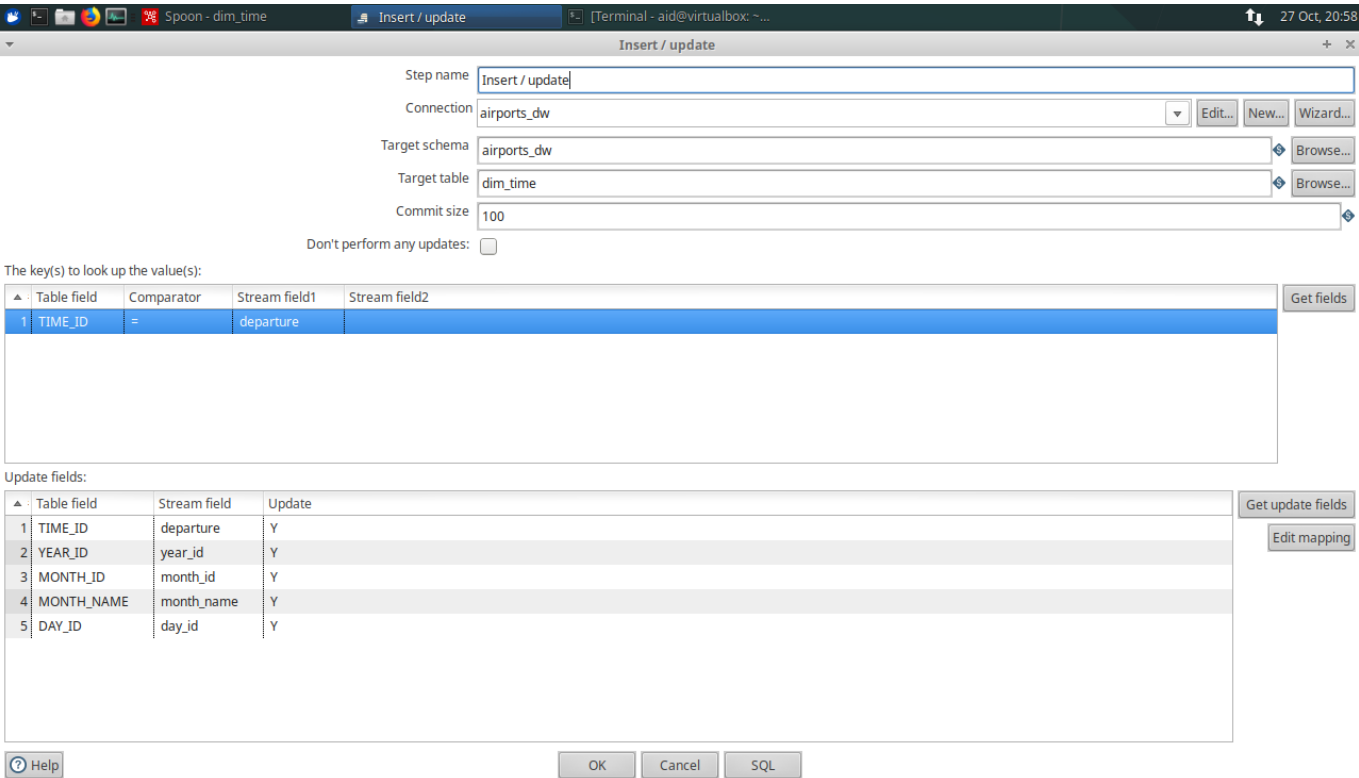 Spoon - dim_time Insert / update [Terminal - aid@virtualbox: ~... 27 Oct, 20:58
Insert / update
Step name Insert / update
Connection airports_dw Edit... New... Wizard...
Target schema airports_dw Browse...
Target table dim_time Browse...
Commit size 100
Don't perform any updates:
The key(s) to look up the value(s):
Table field Comparator Stream field1 Stream field2 Get fields
1 TIME_ID = departure
Update fields:
Table field Stream field Update Get update fields
1 TIME_ID departure Y
Edit mapping
2 YEAR_ID year_id Y
3 MONTH_ID month_id Y
4 MONTH_NAME month_name Y
5 DAY_ID day_id Y
Help OK Cancel SQL